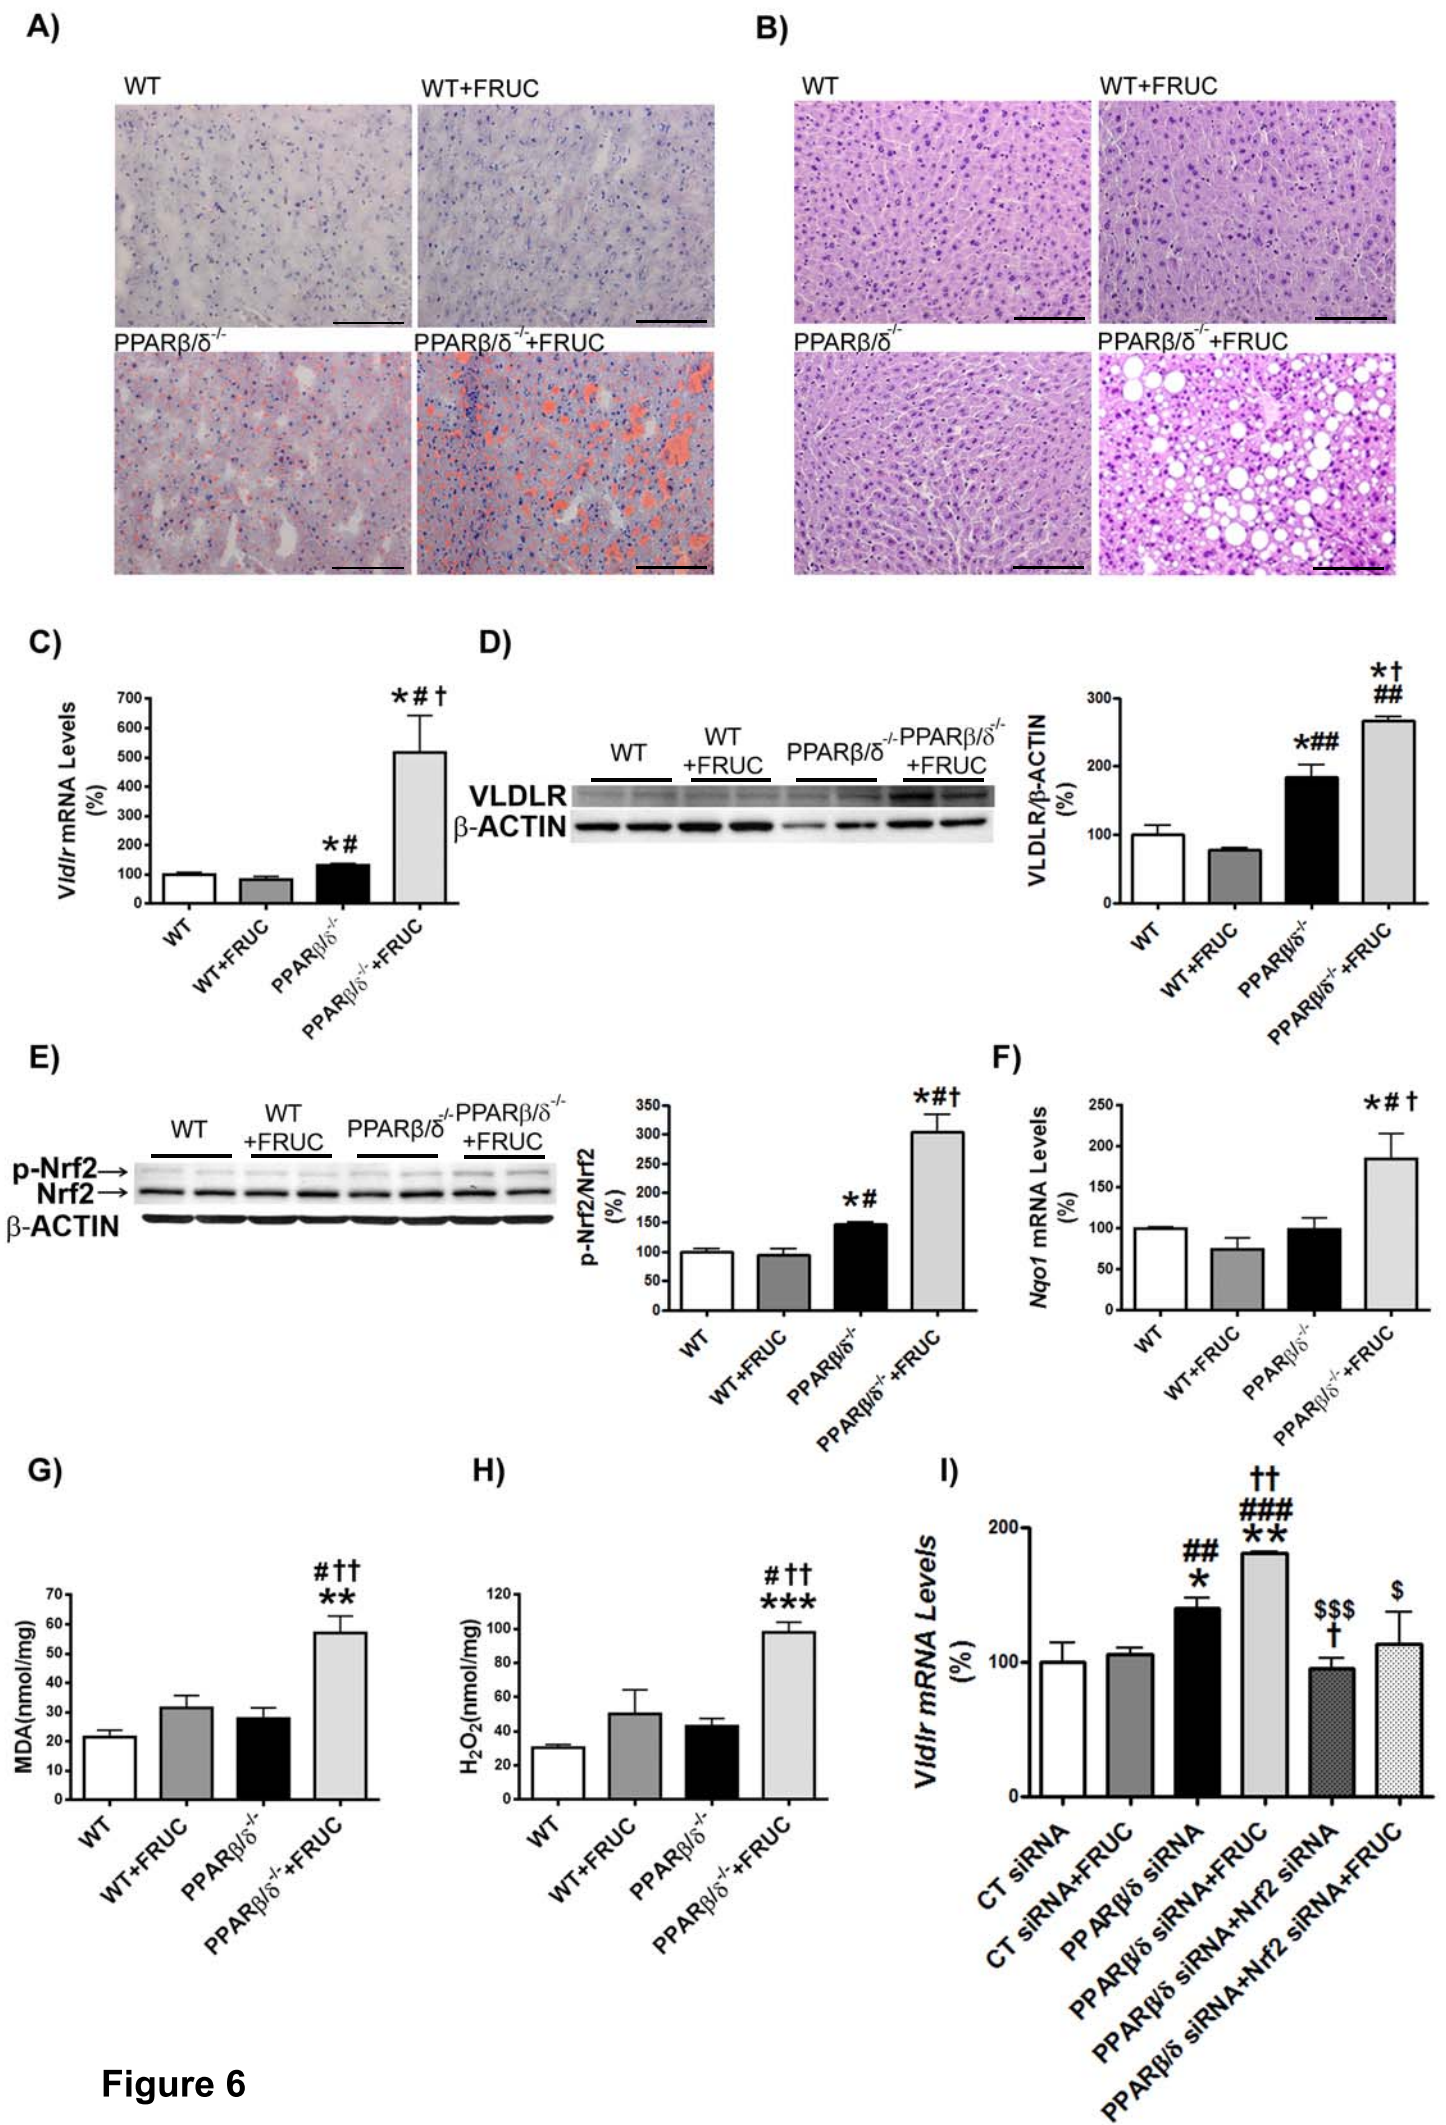 A)
B)
WT
WT+FRUC
WT
WT+FRUC
PPARβ/δ-/-
PPARβ/δ-/-+FRUC
PPARβ/δ-/-
PPARβ/δ-/-+FRUC
C)
Vldlr mRNA Levels
(%)
700
600
500
400
300
200
100
0
*#
*# †
WT
WT+FRUC
PPARβ/δ-/-
PPARβ/δ-/-+FRUC
D)
WT
WT
+FRUC
PPARβ/δ-/-
PPARβ/δ-/-
+FRUC
VLDLR
β-ACTIN
VLDLR/β-ACTIN
(%)
300
200
100
0
*##
*†
##
WT
WT+FRUC
PPARβ/δ-/-
PPARβ/δ-/-+FRUC
E)
WT
WT
+FRUC
PPARβ/δ-/-
PPARβ/δ-/-
+FRUC
p-Nrf2→
Nrf2→
β-ACTIN
p-Nrf2/Nrf2
(%)
350
300
250
200
150
100
50
0
*#
*#†
WT
WT+FRUC
PPARβ/δ-/-
PPARβ/δ-/-+FRUC
F)
Nqo1 mRNA Levels
(%)
250
200
150
100
50
0
*# †
WT
WT+FRUC
PPARβ/δ-/-
PPARβ/δ-/-+FRUC
G)
MDA(nmol/mg)
70
60
50
40
30
20
10
0
# ††
**
WT
WT+FRUC
PPARβ/δ-/-
PPARβ/δ-/-+FRUC
H)
H2O2(nmol/mg)
120
100
80
60
40
20
0
# ††
***
WT
WT+FRUC
PPARβ/δ-/-
PPARβ/δ-/-+FRUC
I)
Vldlr mRNA Levels
(%)
200
100
0
##
*
††
###
**
$$$
†
$
CT siRNA
CT siRNA+FRUC
PPARβ/δ siRNA
PPARβ/δ siRNA+FRUC
PPARβ/δ siRNA+Nrf2 siRNA
PPARβ/δ siRNA+Nrf2 siRNA+FRUC
Figure 6